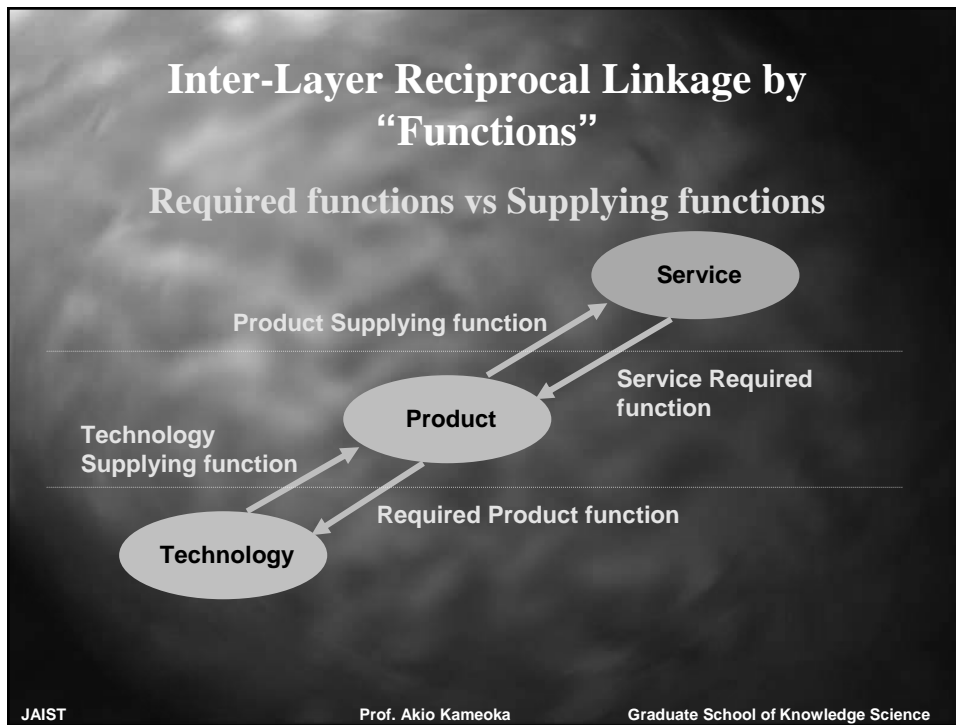 Inter-Layer Reciprocal Linkage by
“Functions”
Required functions vs Supplying functions
Service
Product Supplying function
Service Required
function
Product
Technology
Supplying function
Required Product function
Technology
JAIST
Prof. Akio Kameoka
Graduate School of Knowledge Science